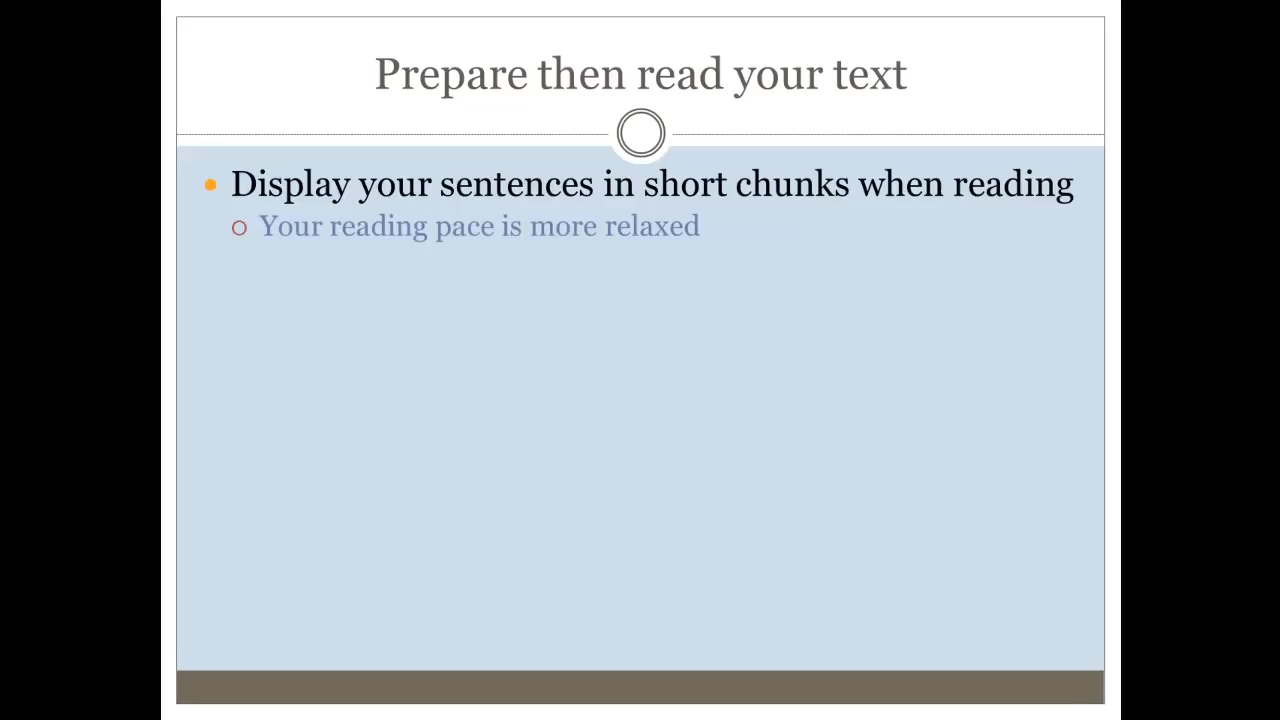 Prepare then read your text
Display your sentences in short chunks when reading
Your reading pace is more relaxed